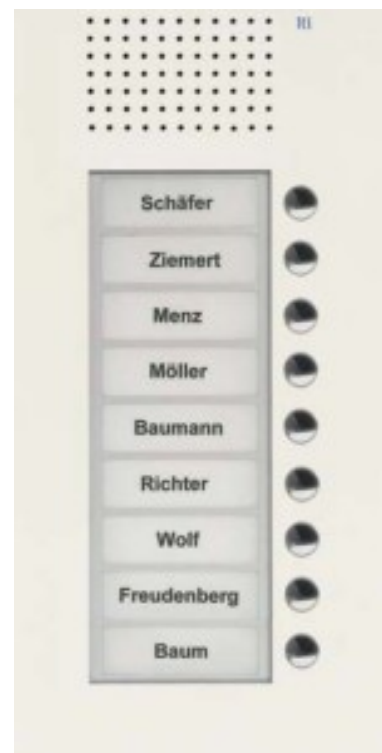 Schäfer
Ziemert
Menz
Möller
Baumann
Richter
Wolf
Freudenberg
Baum